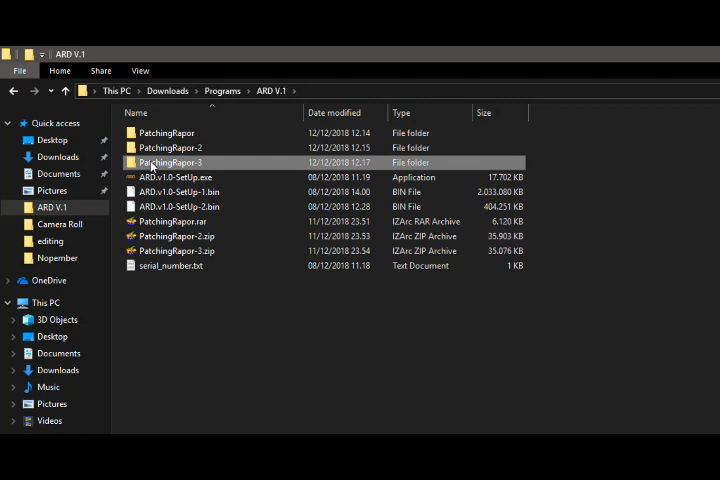 ARD V.1
File Home Share View
This PC Downloads Programs ARD V.1
Name Date modified Type Size
Quick access
Desktop
Downloads
Documents
Pictures
ARD V.1
Camera Roll
editing
Nopember
OneDrive
This PC
3D Objects
Desktop
Documents
Downloads
Music
Pictures
Videos
PatchingRapor 12/12/2018 12.14 File folder
PatchingRapor-2 12/12/2018 12.15 File folder
PatchingRapor-3 12/12/2018 12.17 File folder
ARD.v1.0-SetUp.exe 08/12/2018 11.19 Application 17.702 KB
ARD.v1.0-SetUp-1.bin 08/12/2018 14.00 BIN File 2.033.080 KB
ARD.v1.0-SetUp-2.bin 08/12/2018 12.28 BIN File 404.251 KB
PatchingRapor.rar 11/12/2018 23.51 IZArc RAR Archive 6.120 KB
PatchingRapor-2.zip 11/12/2018 23.53 IZArc ZIP Archive 35.903 KB
PatchingRapor-3.zip 11/12/2018 23.54 IZArc ZIP Archive 35.076 KB
serial_number.txt 08/12/2018 11.18 Text Document 1 KB